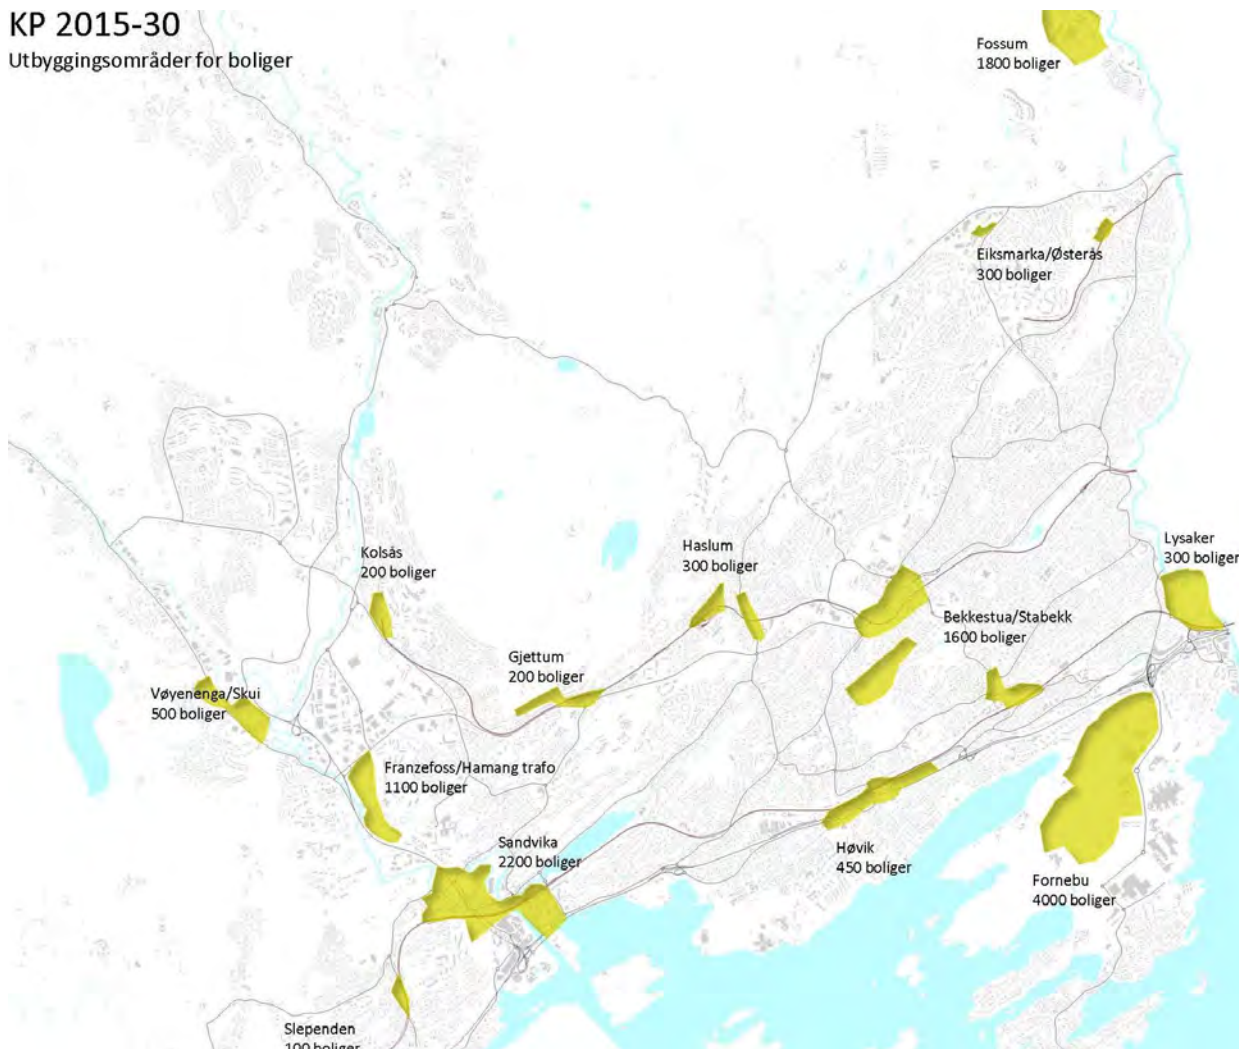 KP 2015-30
Utbyggingsområder for boliger
Fossum
1800 boliger
Eiksmarka/Østerås
300 boliger
Kolsås
200 boliger
Haslum
300 boliger
Lysaker
300 boliger
Bekkestua/Stabekk
1600 boliger
Gjettum
200 boliger
Vøyenenga/Skui
500 boliger
Franzefoss/Hamang trafo
1100 boliger
Sandvika
2200 boliger
Høvik
450 boliger
Fornebu
4000 boliger
Slependen
100 boliger